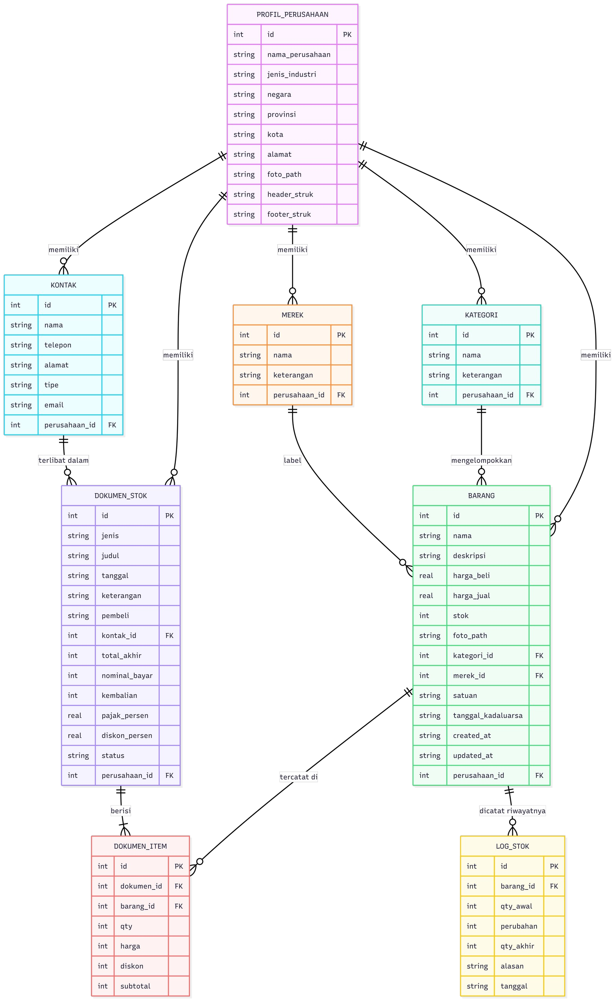 PROFIL_PERUSAHAAN
int id PK
string nama_perusahaan
string jenis_industri
string negara
string provinsi
string kota
string alamat
string foto_path
string header_struk
string footer_struk
memiliki
memiliki
memiliki
memiliki
memiliki
KONTAK
int id PK
string nama
string telepon
string alamat
string tipe
string email
int perusahaan_id FK
MEREK
int id PK
string nama
string keterangan
int perusahaan_id FK
KATEGORI
int id PK
string nama
string keterangan
int perusahaan_id FK
terlibat dalam
label
mengelompokkan
DOKUMEN_STOK
int id PK
string jenis
string judul
string tanggal
string keterangan
string pembeli
int kontak_id FK
int total_akhir
int nominal_bayar
int kembalian
real pajak_persen
real diskon_persen
string status
int perusahaan_id FK
BARANG
int id PK
string nama
string deskripsi
real harga_beli
real harga_jual
int stok
string foto_path
int kategori_id FK
int merek_id FK
string satuan
string tanggal_kadaluarsa
string created_at
string updated_at
int perusahaan_id FK
tercatat di
berisi
dicatat riwayatnya
DOKUMEN_ITEM
int id PK
int dokumen_id FK
int barang_id FK
int qty
int harga
int diskon
int subtotal
LOG_STOK
int id PK
int barang_id FK
int qty_awal
int perubahan
int qty_akhir
string alasan
string tanggal